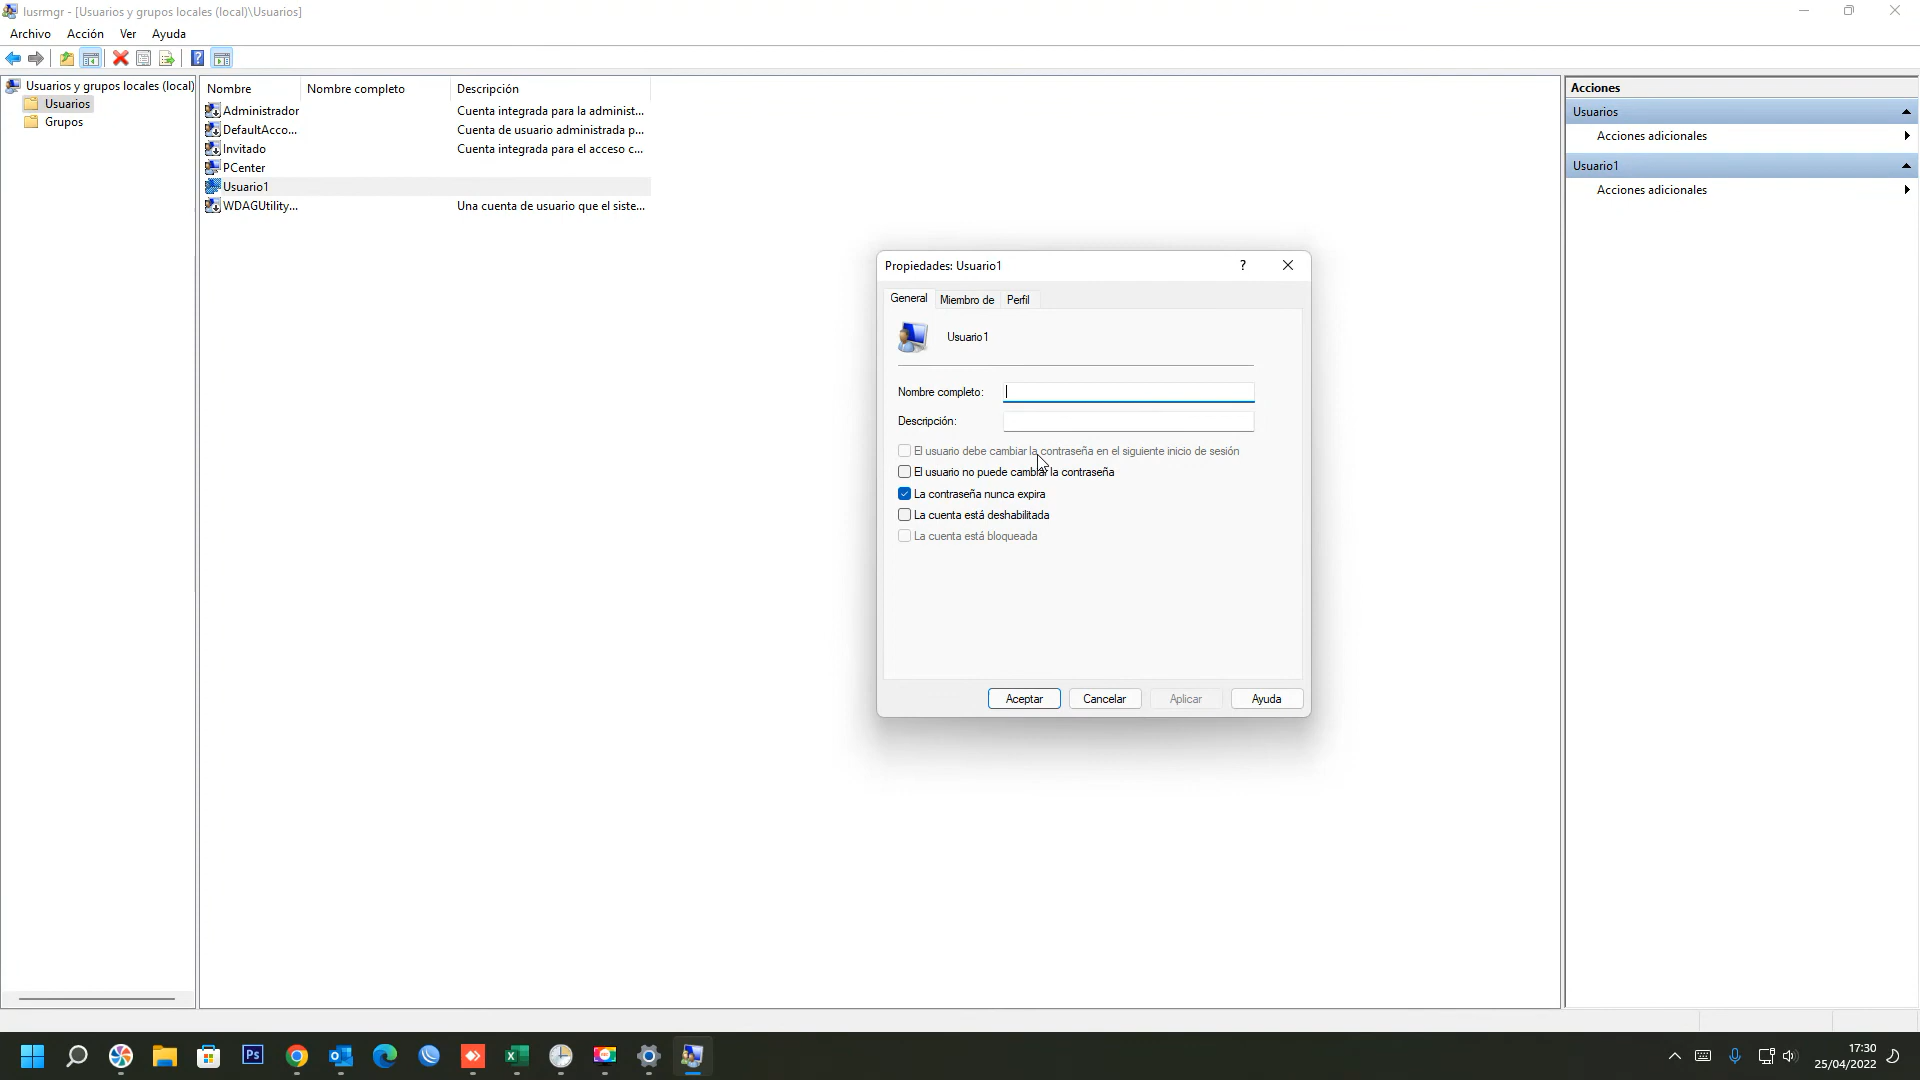 lusrmgr - [Usuarios y grupos locales (local)\Usuarios]
Archivo Acción Ver Ayuda
Usuarios y grupos locales (local)
Usuarios
Grupos
Nombre Nombre completo Descripción
Administrador Cuenta integrada para la administ...
DefaultAcco... Cuenta de usuario administrada p...
Invitado Cuenta integrada para el acceso c...
PCenter
Usuario1
WDAGUtility... Una cuenta de usuario que el siste...
Propiedades: Usuario1
General Miembro de Perfil
Usuario1
Nombre completo:
Descripción:
El usuario debe cambiar la contraseña en el siguiente inicio de sesión
El usuario no puede cambiar la contraseña
La contraseña nunca expira
La cuenta está deshabilitada
La cuenta está bloqueada
Aceptar Cancelar Aplicar Ayuda
Acciones
Usuarios
Acciones adicionales
Usuario1
Acciones adicionales
Ps
17:30
25/04/2022